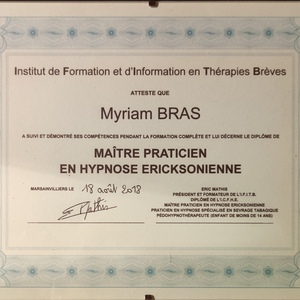 Institut de Formation et d'Information en Thérapies Brèves
ATTESTE QUE
Myriam BRAS
A SUIVI ET DÉMONTRÉ SES COMPÉTENCES PENDANT LA FORMATION COMPLÈTE ET LUI DÉCERNE LE DIPLÔME DE
MAÎTRE PRATICIEN
EN HYPNOSE ERICKSONIENNE
MARSANVILLIERS LE 18 août 2018
ERIC MATHIS
PRÉSIDENT ET FORMATEUR DE L'I.F.I.T.B.
DIPLOMÉ DE L'I.C.F.H.E.
MAÎTRE PRATICIEN EN HYPNOSE ERICKSONIENNE
PRATICIEN EN HYPNOSE SPÉCIALISÉ EN SEVRAGE TABAGIQUE
PÉDOHYPNOTHÉRAPEUTE (ENFANT DE MOINS DE 14 ANS)